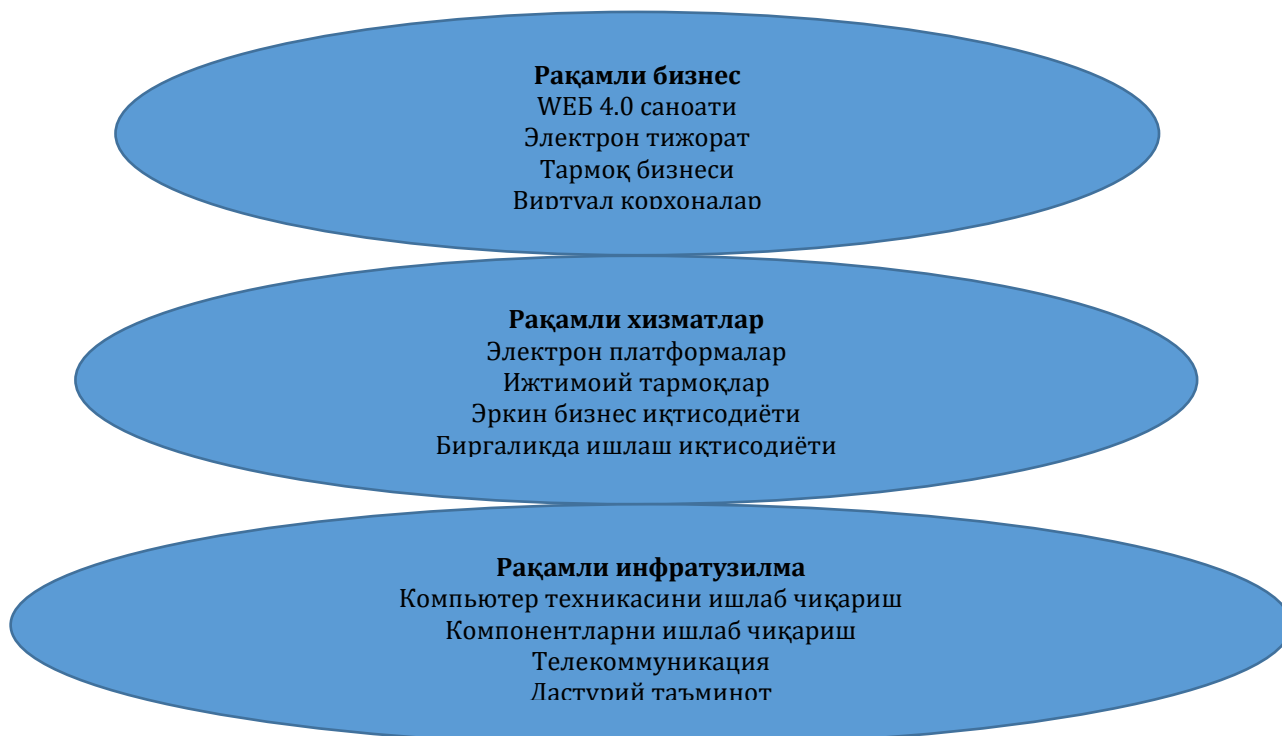 Рақамли бизнес
WEБ 4.0 саноати
Электрон тижорат
Тармоқ бизнеси
Виртуал корхоналар
Рақамли хизматлар
Электрон платформалар
Ижтимоий тармоқлар
Эркин бизнес иқтисодиёти
Биргаликда ишлаш иқтисодиёти
Рақамли инфратузилма
Компьютер техникасини ишлаб чиқариш
Компонентларни ишлаб чиқариш
Телекоммуникация
Дастурий таъминот